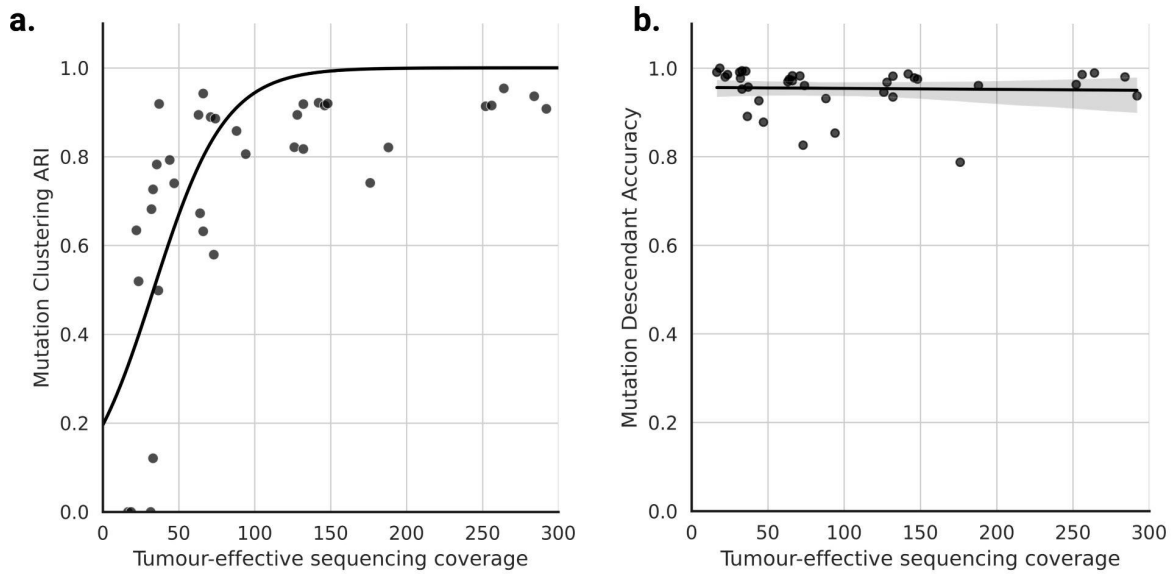 a.
Mutation Clustering ARI
1.0
0.8
0.6
0.4
0.2
0.0
0 50 100 150 200 250 300
Tumour-effective sequencing coverage
b.
Mutation Descendant Accuracy
1.0
0.8
0.6
0.4
0.2
0.0
0 50 100 150 200 250 300
Tumour-effective sequencing coverage